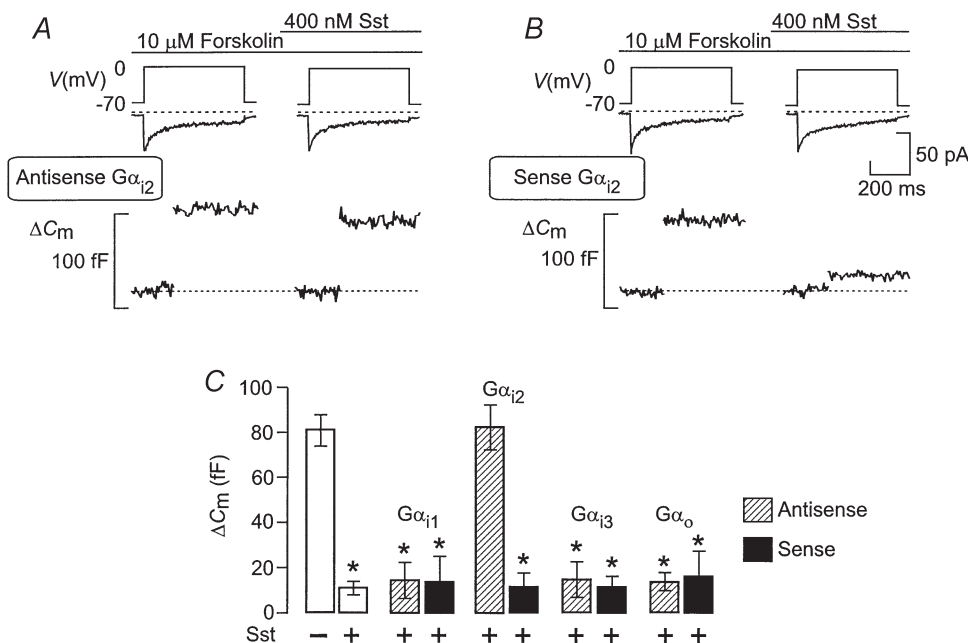 A
400 nM Sst
10 μM Forskolin
V(mV)
0
-70
Antisense Gαi2
ΔCm
100 fF
B
400 nM Sst
10 μM Forskolin
V(mV)
0
-70
50 pA
200 ms
Sense Gαi2
ΔCm
100 fF
C
ΔCm (fF)
100
80
60
40
20
0
Gαi1
Gαi2
Gαi3
Gαo
* * * * * * * *
Antisense
Sense
Sst − + + + + + + + + +